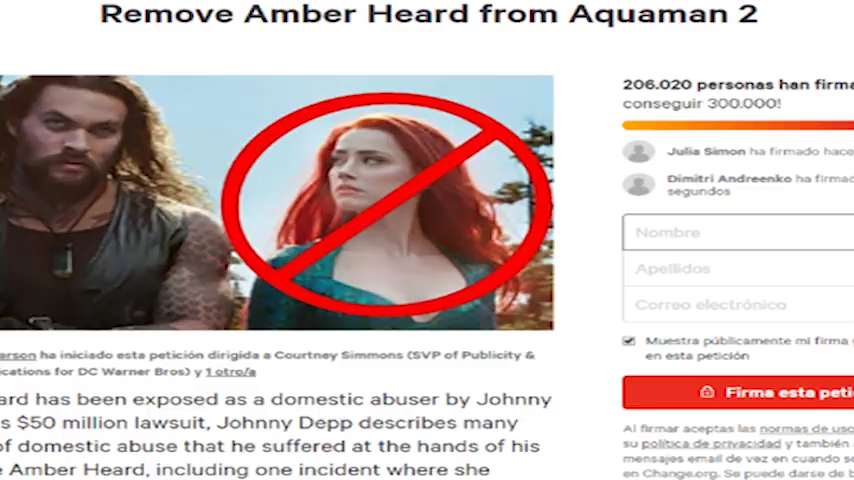 Remove Amber Heard from Aquaman 2
206.020 personas han firma
conseguir 300.000!
Julia Simon ha firmado hace
Dimitri Andreenko ha firmac
segundos
Nombre
Apellidos
Correo electrónico
Muestra públicamente mi firma
en esta petición
Firma esta peti
Al firmar aceptas las normas de uso
su política de privacidad y también
mensajes email de vez en cuando so
en Change.org. Se puede darse de b
arson ha iniciado esta petición dirigida a Courtney Simmons (SVP of Publicity &
ications for DC Warner Bros) y 1 otro/a
ard has been exposed as a domestic abuser by Johnny
s $50 million lawsuit, Johnny Depp describes many
of domestic abuse that he suffered at the hands of his
e Amber Heard, including one incident where she